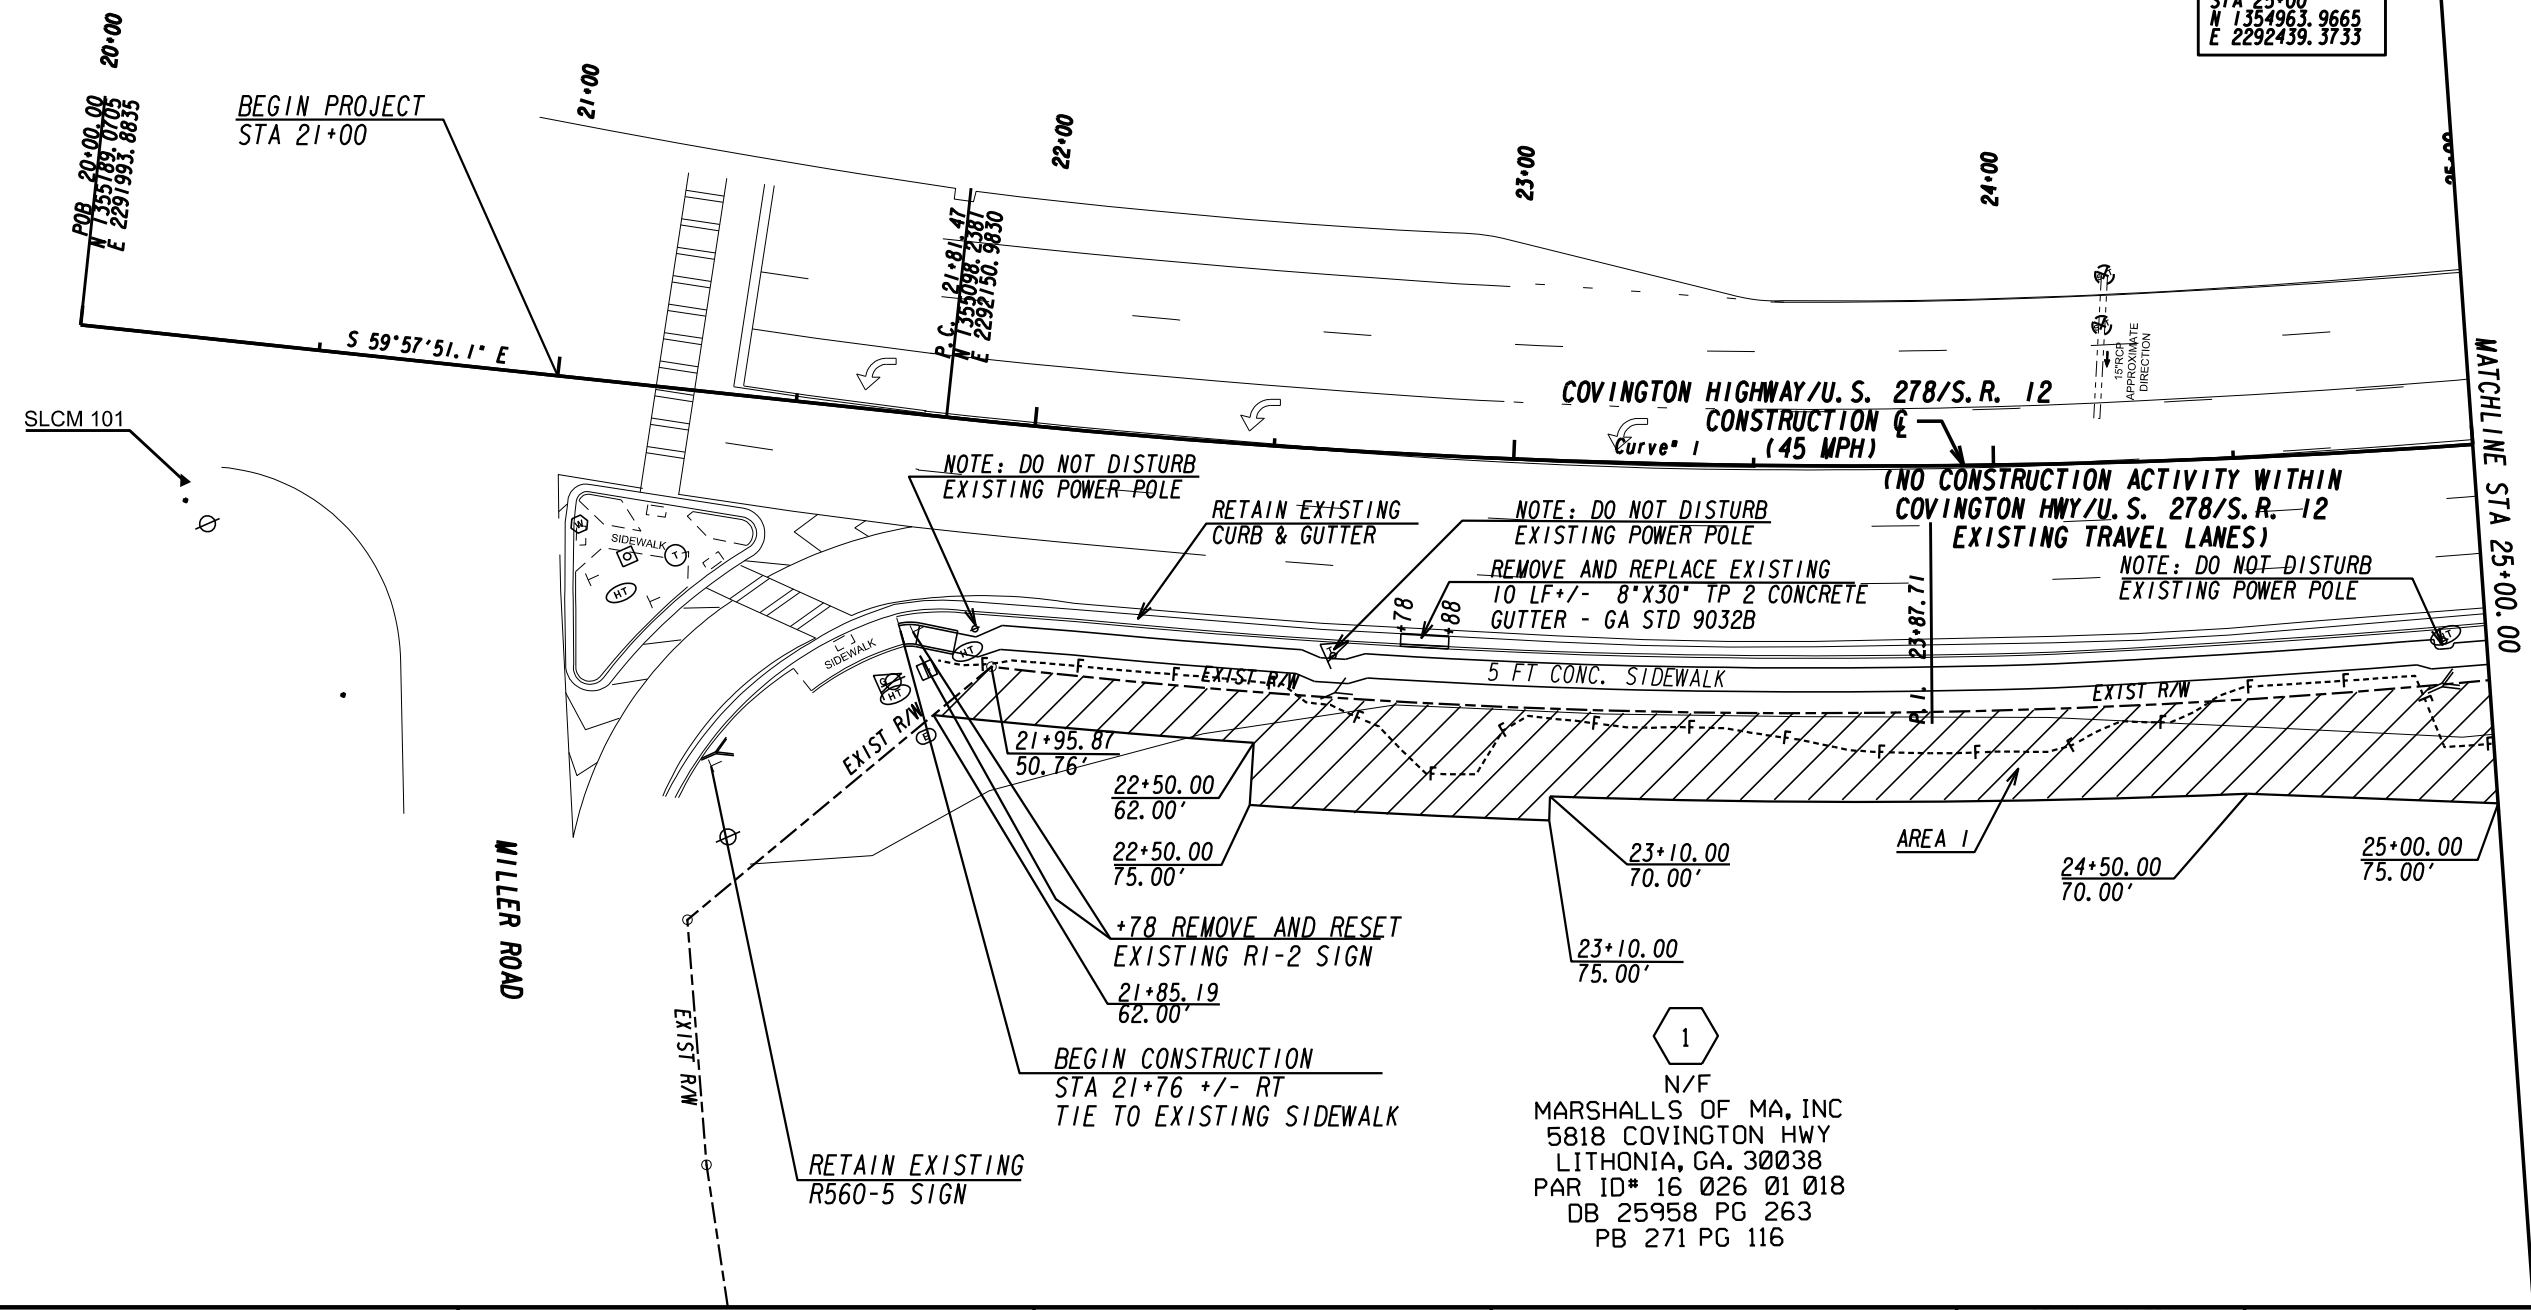 20+00
POB 20+00.00
N 1355189.0705
E 2291993.8835
BEGIN PROJECT
STA 21+00
21+00
22+00
23+00
24+00
STA 25+00
N 1354963.9665
E 2292439.3733
P.C. 21+81.47
N 1355098.2381
E 2292150.9830
S 59°57'51.1" E
SLCM 101
COVINGTON HIGHWAY/U.S. 278/S.R. 12
CONSTRUCTION ℄
Curve# 1
(45 MPH)
15"RCP
APPROXIMATE
DIRECTION
(NO CONSTRUCTION ACTIVITY WITHIN
COVINGTON HWY/U.S. 278/S.R. 12
EXISTING TRAVEL LANES)
MATCHLINE STA 25+00.00
NOTE: DO NOT DISTURB
EXISTING POWER POLE
RETAIN EXISTING
CURB & GUTTER
NOTE: DO NOT DISTURB
EXISTING POWER POLE
REMOVE AND REPLACE EXISTING
10 LF+/- 8"X30" TP 2 CONCRETE
GUTTER - GA STD 9032B
+78
+88
NOTE: DO NOT DISTURB
EXISTING POWER POLE
P.I. 23+87.71
SIDEWALK
W
T
HT
SIDEWALK
HT
HT
E
EXIST R/W
5 FT CONC. SIDEWALK
EXIST R/W
EXIST R/W
F F F F F F F F F F F F F F F F F
21+95.87
50.76'
22+50.00
62.00'
22+50.00
75.00'
23+10.00
70.00'
AREA 1
24+50.00
70.00'
25+00.00
75.00'
23+10.00
75.00'
+78 REMOVE AND RESET
EXISTING R1-2 SIGN
21+85.19
62.00'
BEGIN CONSTRUCTION
STA 21+76 +/- RT
TIE TO EXISTING SIDEWALK
MILLER ROAD
EXIST R/W
RETAIN EXISTING
R560-5 SIGN
1
N/F
MARSHALLS OF MA, INC
5818 COVINGTON HWY
LITHONIA, GA. 30038
PAR ID# 16 026 01 018
DB 25958 PG 263
PB 271 PG 116